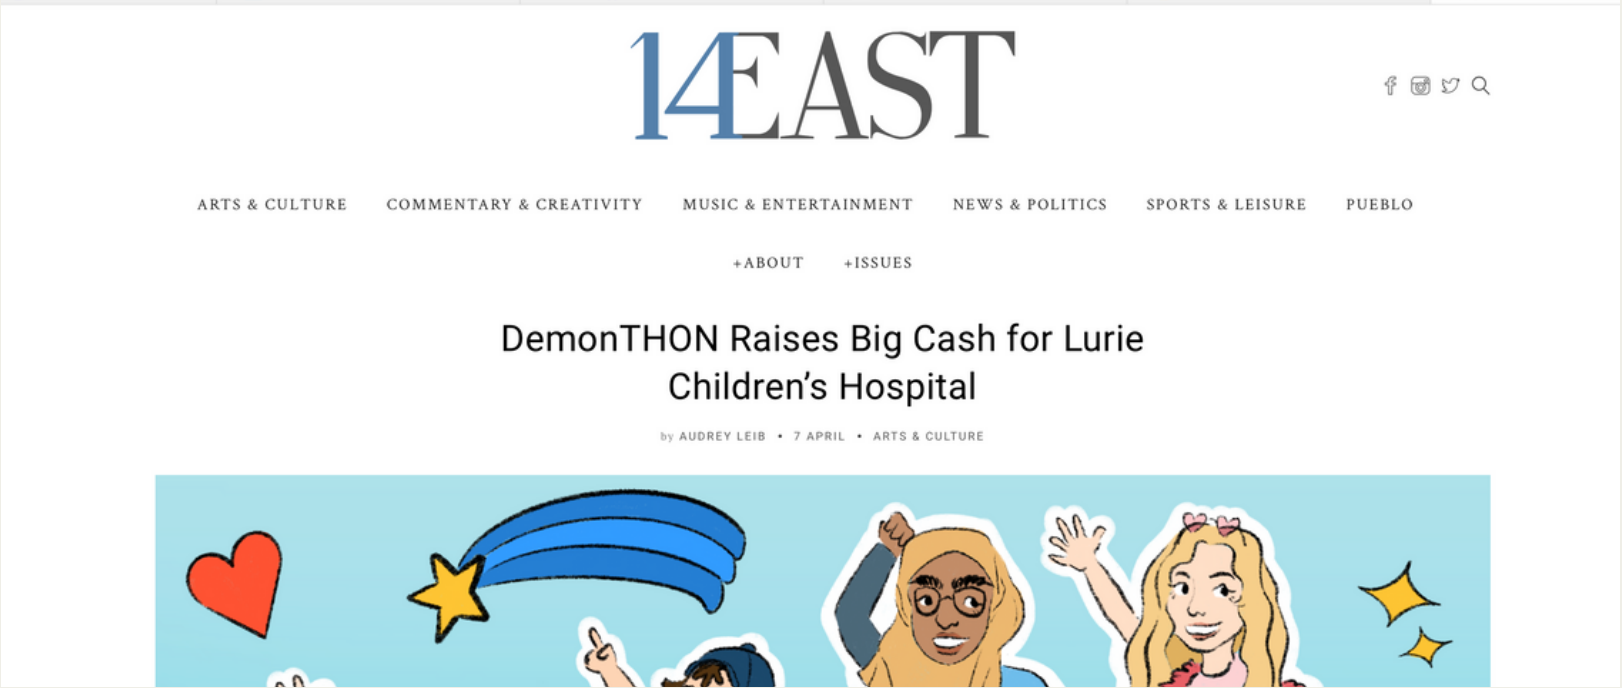 14EAST
ARTS & CULTURE COMMENTARY & CREATIVITY MUSIC & ENTERTAINMENT NEWS & POLITICS SPORTS & LEISURE PUEBLO
+ABOUT +ISSUES
DemonTHON Raises Big Cash for Lurie
Children’s Hospital
by AUDREY LEIB • 7 APRIL • ARTS & CULTURE